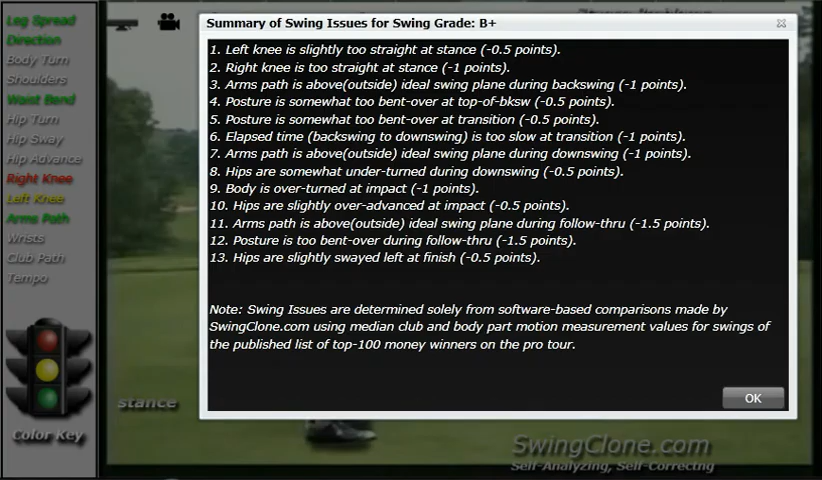 Summary of Swing Issues for Swing Grade: B+
Leg Spread
Direction
Body Turn
Shoulders
Waist Bend
Hip Turn
Hip Sway
Hip Advance
Right Knee
Left Knee
Arms Path
Wrists
Club Path
Tempo
1. Left knee is slightly too straight at stance (-0.5 points).
2. Right knee is too straight at stance (-1 points).
3. Arms path is above(outside) ideal swing plane during backswing (-1 points).
4. Posture is somewhat too bent-over at top-of-bksw (-0.5 points).
5. Posture is somewhat too bent-over at transition (-0.5 points).
6. Elapsed time (backswing to downswing) is too slow at transition (-1 points).
7. Arms path is above(outside) ideal swing plane during downswing (-1 points).
8. Hips are somewhat under-turned during downswing (-0.5 points).
9. Body is over-turned at impact (-1 points).
10. Hips are slightly over-advanced at impact (-0.5 points).
11. Arms path is above(outside) ideal swing plane during follow-thru (-1.5 points).
12. Posture is too bent-over during follow-thru (-1.5 points).
13. Hips are slightly swayed left at finish (-0.5 points).
Note: Swing Issues are determined solely from software-based comparisons made by
SwingClone.com using median club and body part motion measurement values for swings of
the published list of top-100 money winners on the pro tour.
OK
stance
Color Key
SwingClone.com
Self-Analyzing, Self-Correctng